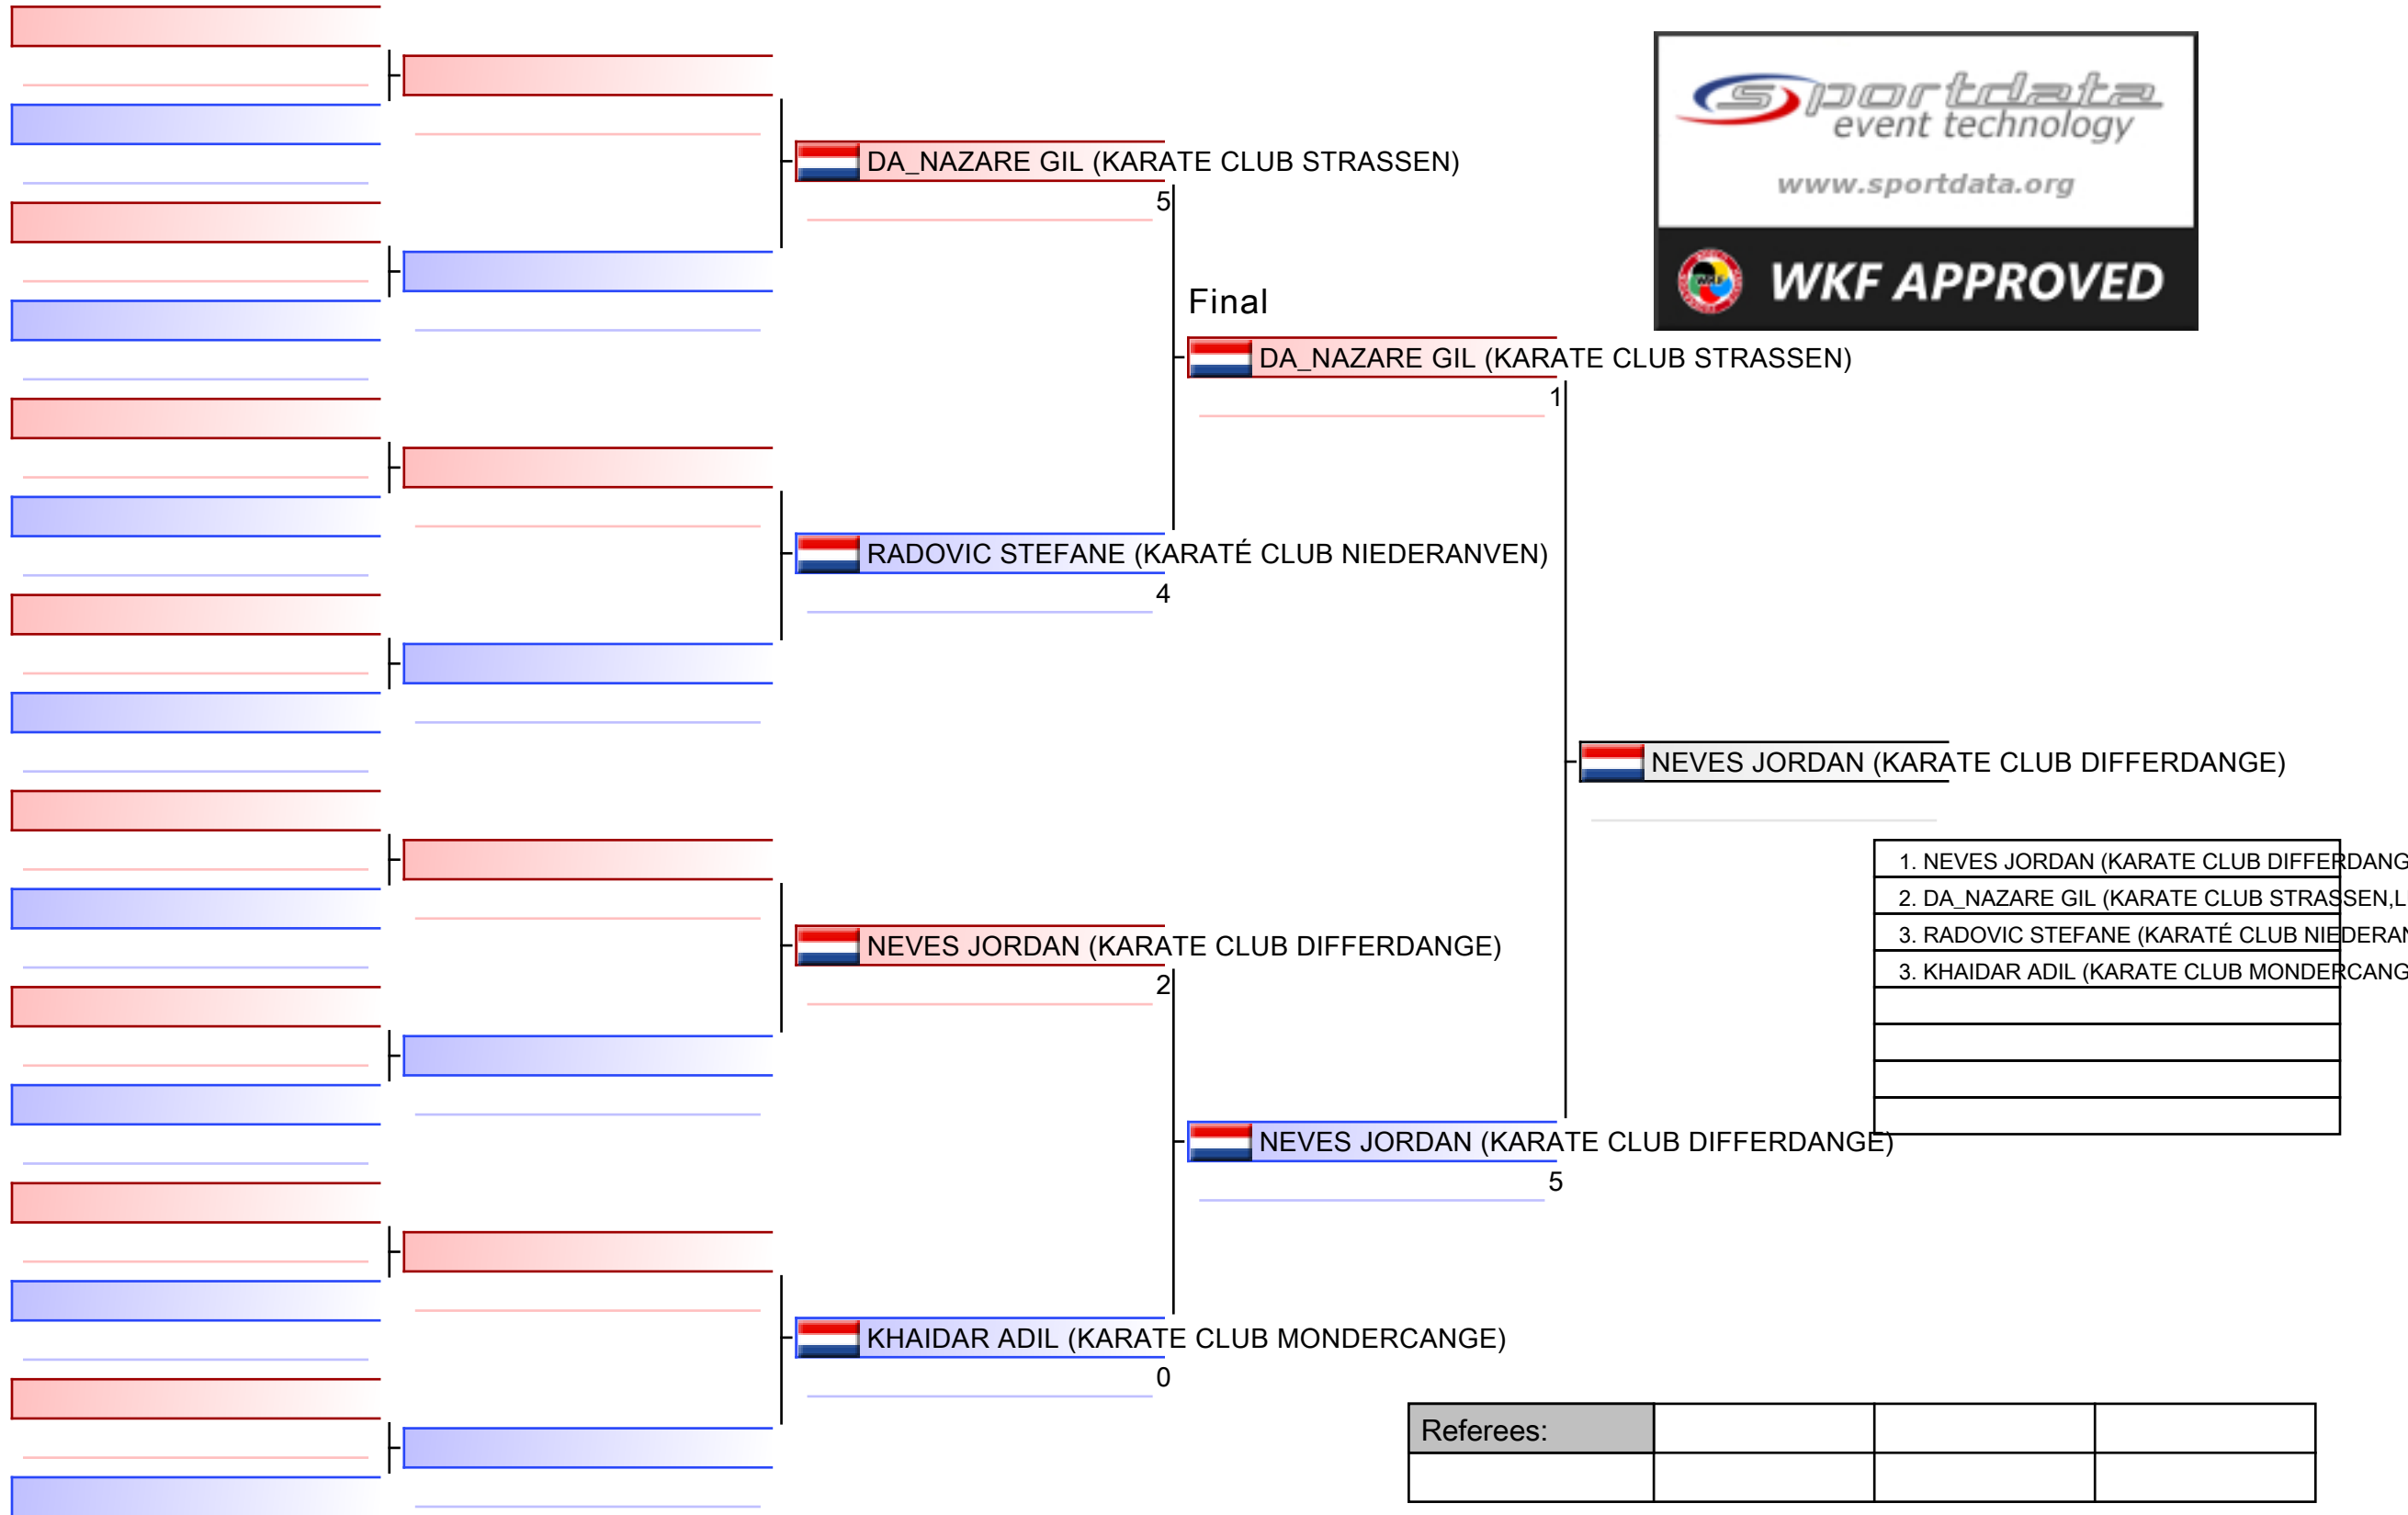 sportdata
event technology
www.sportdata.org
WKF APPROVED
DA_NAZARE GIL (KARATE CLUB STRASSEN)
5
Final
DA_NAZARE GIL (KARATE CLUB STRASSEN)
1
RADOVIC STEFANE (KARATÉ CLUB NIEDERANVEN)
4
NEVES JORDAN (KARATE CLUB DIFFERDANGE)
1. NEVES JORDAN (KARATE CLUB DIFFERDANG
2. DA_NAZARE GIL (KARATE CLUB STRASSEN,L
3. RADOVIC STEFANE (KARATÉ CLUB NIEDERAN
3. KHAIDAR ADIL (KARATE CLUB MONDERCANG
NEVES JORDAN (KARATE CLUB DIFFERDANGE)
2
NEVES JORDAN (KARATE CLUB DIFFERDANGE)
5
KHAIDAR ADIL (KARATE CLUB MONDERCANGE)
0
Referees: